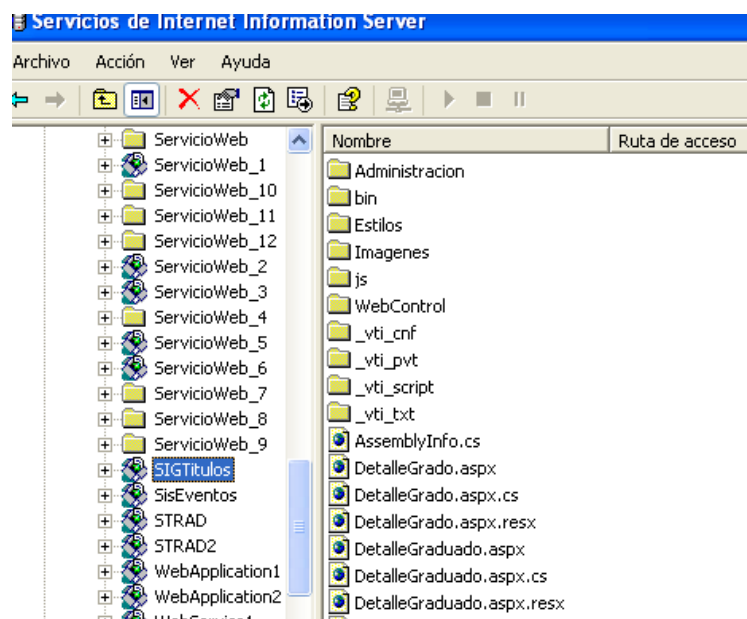 Servicios de Internet Information Server
Archivo Acción Ver Ayuda
ServicioWeb
ServicioWeb_1
ServicioWeb_10
ServicioWeb_11
ServicioWeb_12
ServicioWeb_2
ServicioWeb_3
ServicioWeb_4
ServicioWeb_5
ServicioWeb_6
ServicioWeb_7
ServicioWeb_8
ServicioWeb_9
SIGTitulos
SisEventos
STRAD
STRAD2
WebApplication1
WebApplication2
Nombre Ruta de acceso
Administracion
bin
Estilos
Imagenes
js
WebControl
_vti_cnf
_vti_pvt
_vti_script
_vti_txt
AssemblyInfo.cs
DetalleGrado.aspx
DetalleGrado.aspx.cs
DetalleGrado.aspx.resx
DetalleGraduado.aspx
DetalleGraduado.aspx.cs
DetalleGraduado.aspx.resx